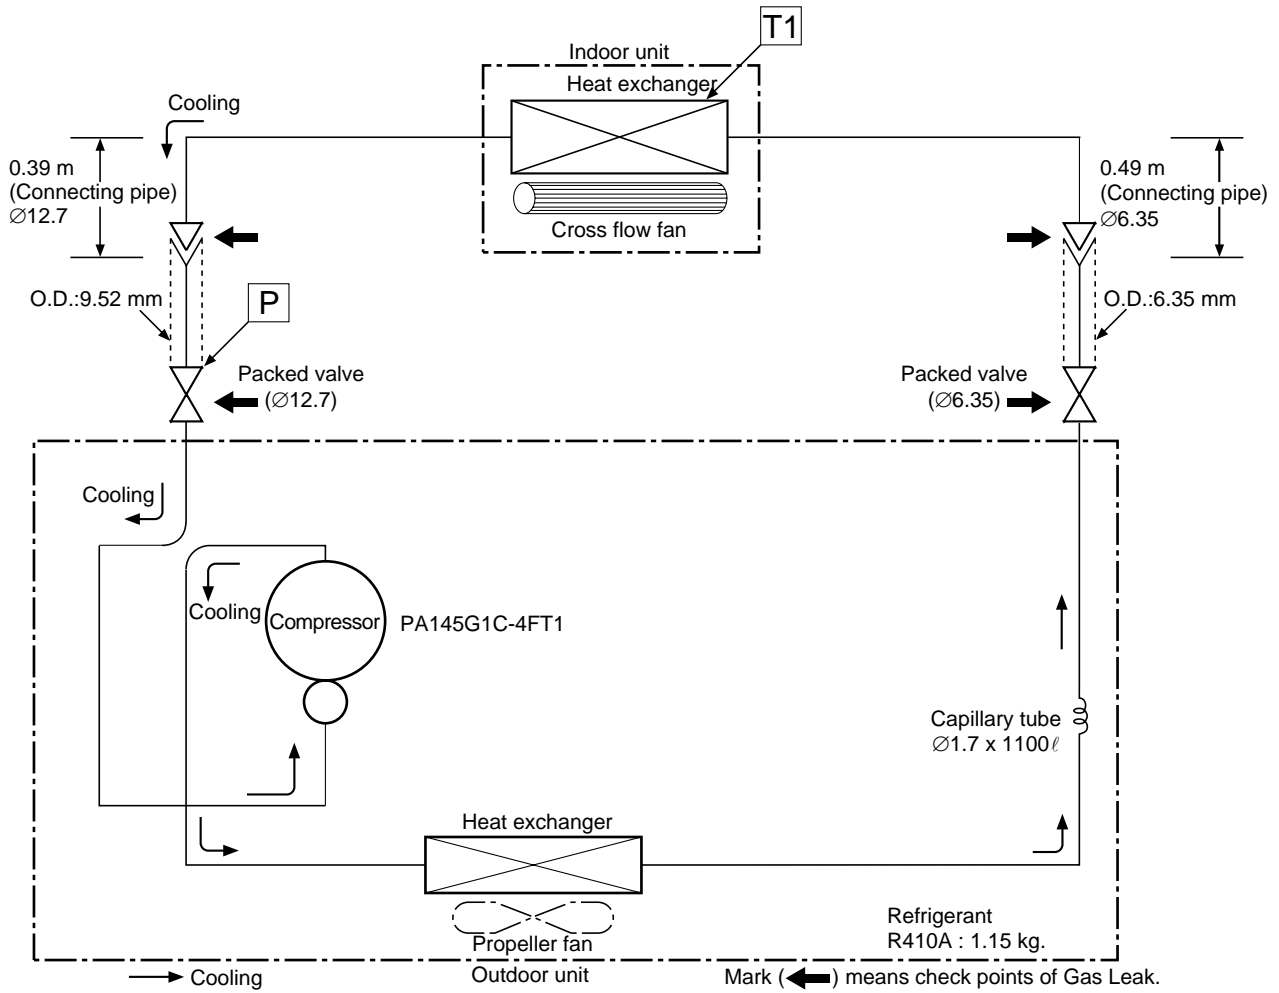 T1
Indoor unit
Heat exchanger
Cooling
0.39 m
(Connecting pipe)
∅12.7
0.49 m
(Connecting pipe)
∅6.35
Cross flow fan
O.D.:9.52 mm
P
O.D.:6.35 mm
Packed valve
(∅12.7)
Packed valve
(∅6.35)
Cooling
Cooling
Compressor
PA145G1C-4FT1
Capillary tube
∅1.7 x 1100ℓ
Heat exchanger
Propeller fan
Refrigerant
R410A : 1.15 kg.
Cooling
Outdoor unit
Mark ( ) means check points of Gas Leak.